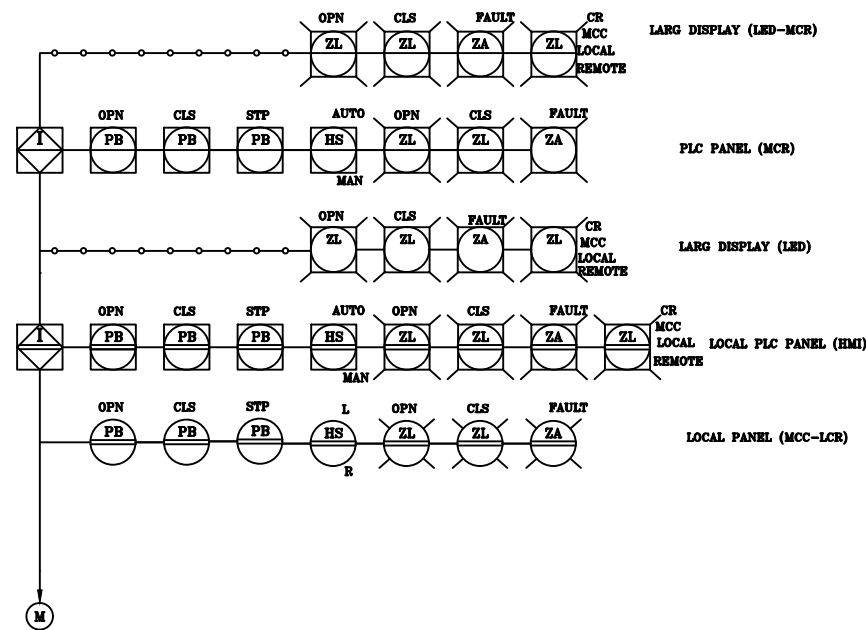 OPN CLS FAULT CR
MCC
ZL ZL ZA ZL LOCAL
REMOTE
LARG DISPLAY (LED-MCR)
OPN CLS STP AUTO OPN CLS FAULT
I PB PB PB HS ZL ZL ZA
MAN
PLC PANEL (MCR)
OPN CLS FAULT CR
MCC
ZL ZL ZA ZL LOCAL
REMOTE
LARG DISPLAY (LED)
OPN CLS STP AUTO OPN CLS FAULT CR
MCC
I PB PB PB HS ZL ZL ZA ZL LOCAL
REMOTE
MAN
LOCAL PLC PANEL (HMI)
OPN CLS STP L OPN CLS FAULT
PB PB PB HS ZL ZL ZA
R
LOCAL PANEL (MCC-LCR)
M